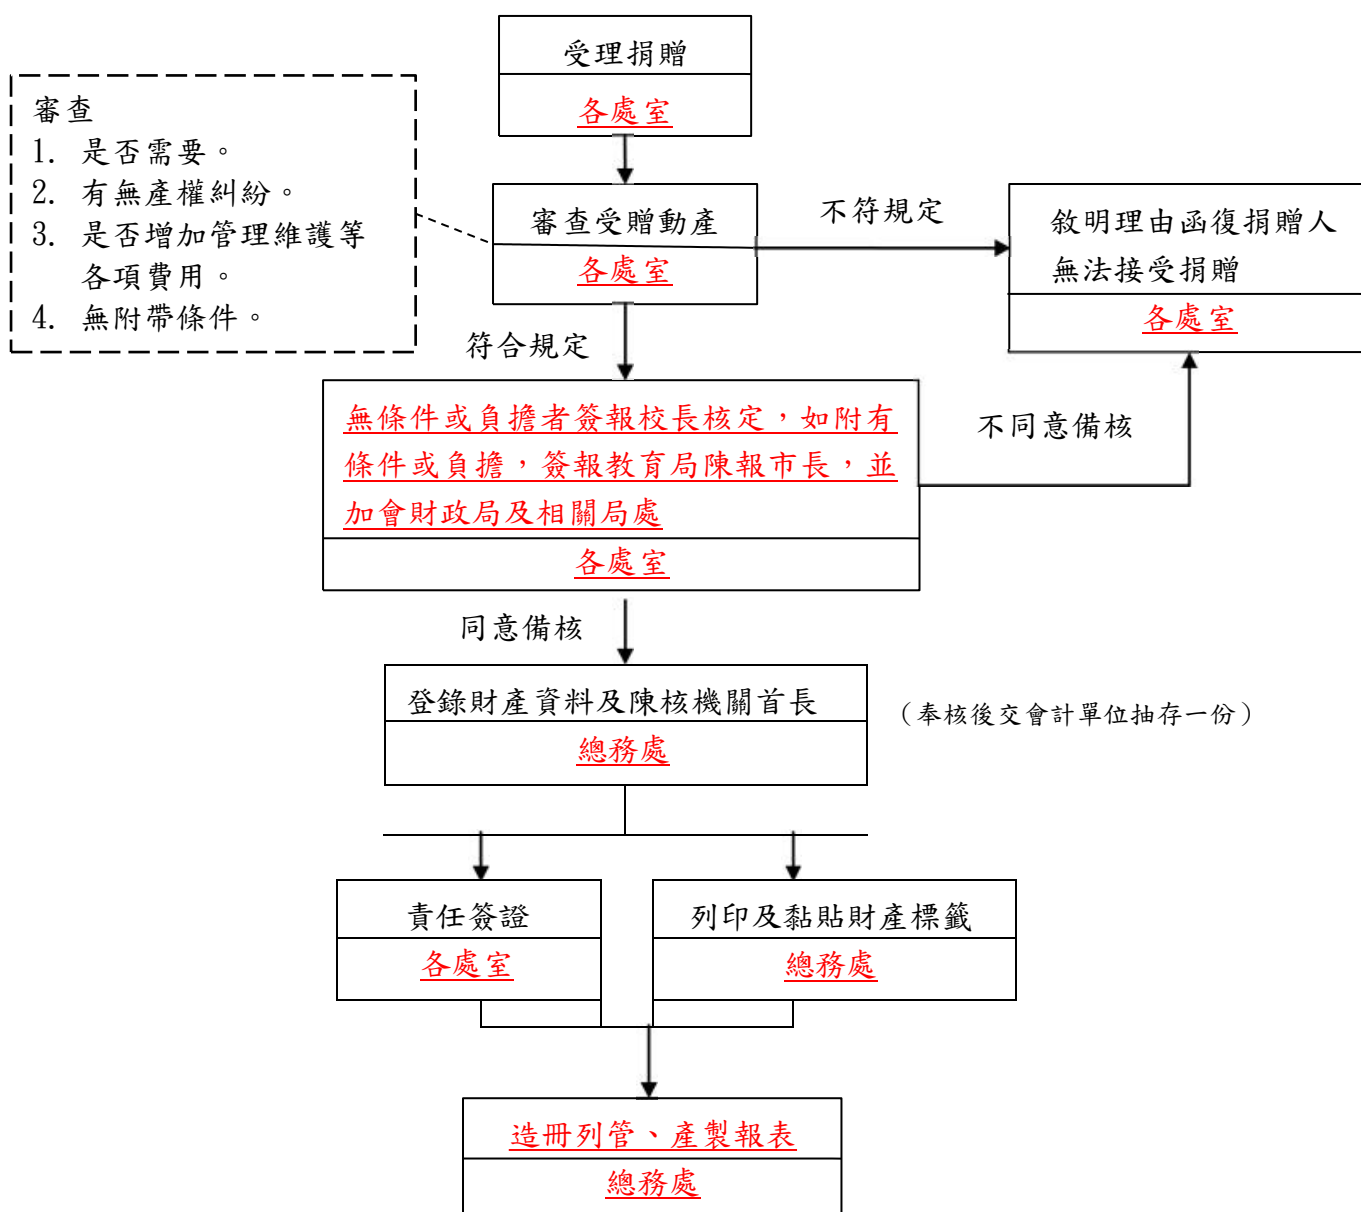 受理捐贈
各處室
審查
1. 是否需要。
2. 有無產權糾紛。
3. 是否增加管理維護等
各項費用。
4. 無附帶條件。
審查受贈動產
各處室
不符規定
敘明理由函復捐贈人
無法接受捐贈
各處室
符合規定
無條件或負擔者簽報校長核定，如附有
條件或負擔，簽報教育局陳報市長，並
加會財政局及相關局處
各處室
不同意備核
同意備核
登錄財產資料及陳核機關首長
總務處
（奉核後交會計單位抽存一份）
責任簽證
各處室
列印及黏貼財產標籤
總務處
造冊列管、產製報表
總務處